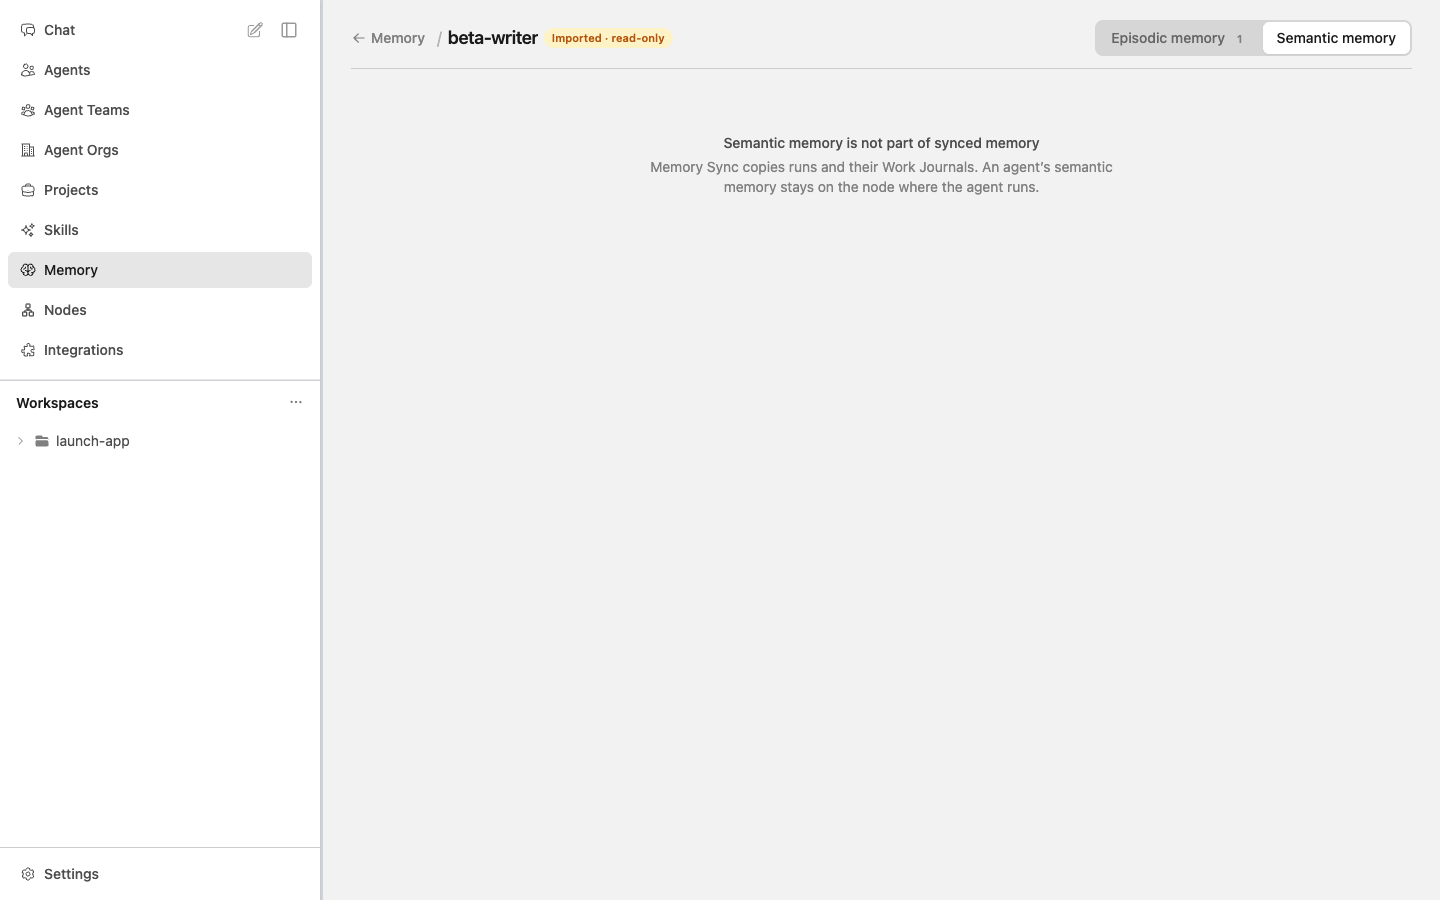 Chat
Agents
Agent Teams
Agent Orgs
Projects
Skills
Memory
Nodes
Integrations
Workspaces
launch-app
Settings
Memory / beta-writer Imported · read-only
Episodic memory 1 Semantic memory
Semantic memory is not part of synced memory
Memory Sync copies runs and their Work Journals. An agent’s semantic
memory stays on the node where the agent runs.